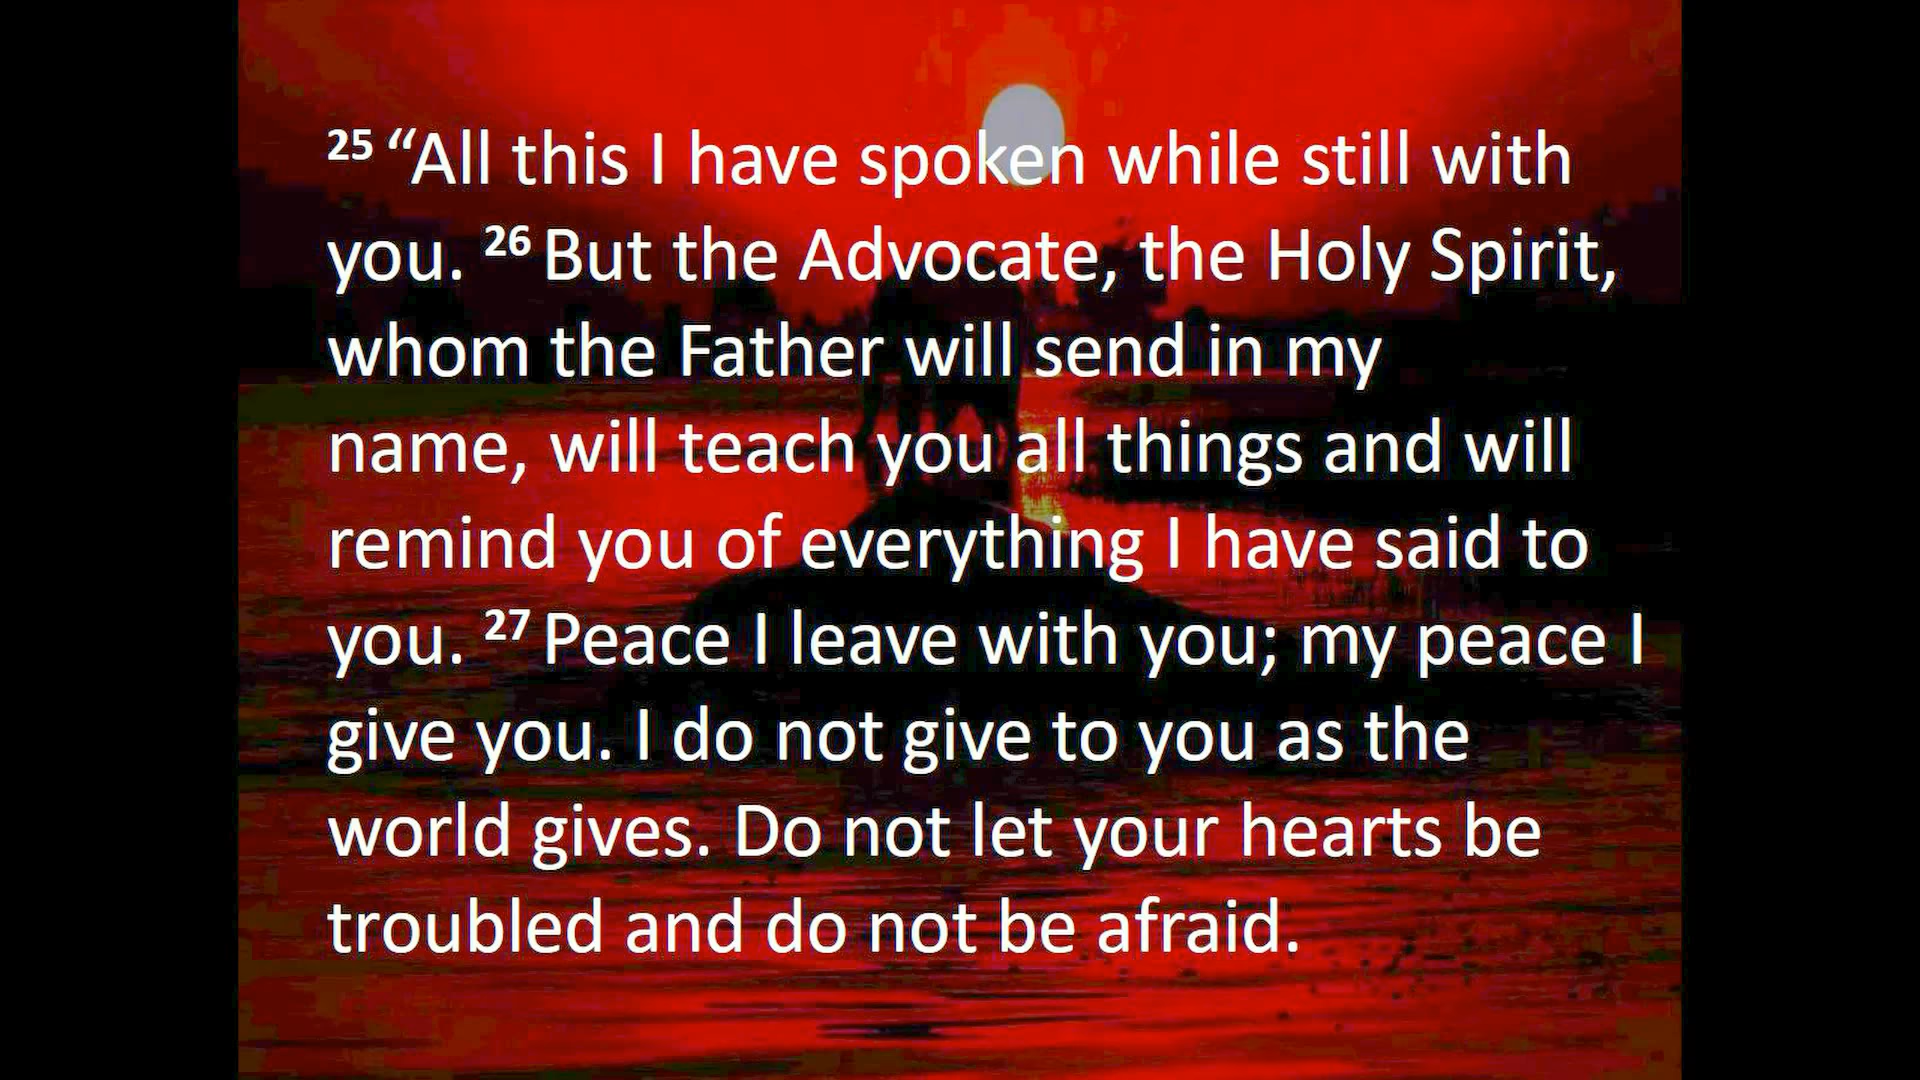 25 “All this I have spoken while still with
you. 26 But the Advocate, the Holy Spirit,
whom the Father will send in my
name, will teach you all things and will
remind you of everything I have said to
you. 27 Peace I leave with you; my peace I
give you. I do not give to you as the
world gives. Do not let your hearts be
troubled and do not be afraid.